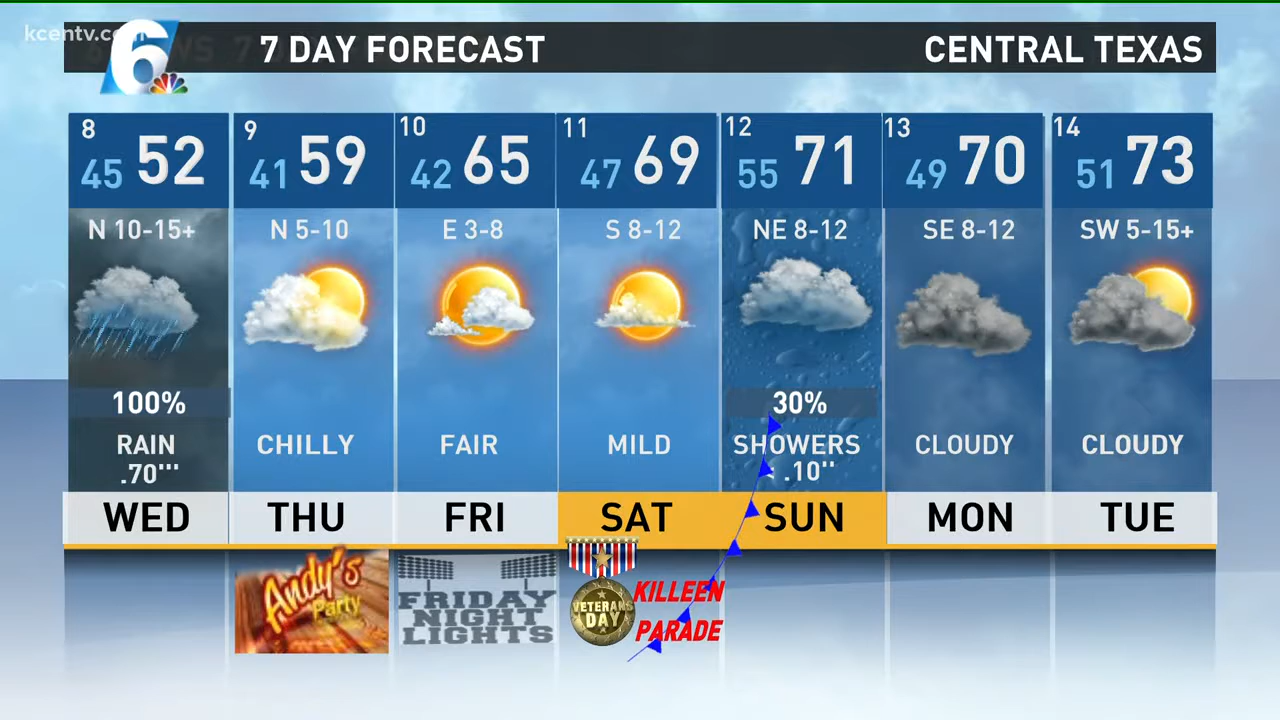 kcentv.com
6
7 DAY FORECAST
CENTRAL TEXAS
8
45 52
N 10-15+
100%
RAIN
.70'''
WED
9
41 59
N 5-10
CHILLY
THU
10
42 65
E 3-8
FAIR
FRI
11
47 69
S 8-12
MILD
SAT
12
55 71
NE 8-12
30%
SHOWERS
.10''
SUN
13
49 70
SE 8-12
CLOUDY
MON
14
51 73
SW 5-15+
CLOUDY
TUE
Andy's
Party
FRIDAY
NIGHT
LIGHTS
VETERANS
DAY
KILLEEN
PARADE